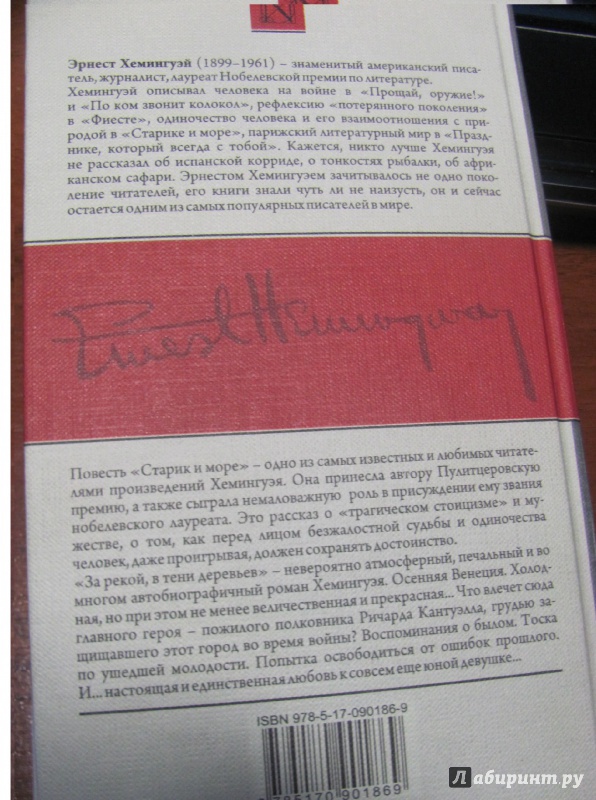 Эрнест Хемингуэй (1899–1961) – знаменитый американский писа-
тель, журналист, лауреат Нобелевской премии по литературе.
Хемингуэй описывал человека на войне в «Прощай, оружие!»
и «По ком звонит колокол», рефлексию «потерянного поколения»
в «Фиесте», одиночество человека и его взаимоотношения с при-
родой в «Старике и море», парижский литературный мир в «Празд-
нике, который всегда с тобой». Кажется, никто лучше Хемингуэя
не рассказал об испанской корриде, о тонкостях рыбалки, об аф-
риканском сафари. Эрнестом Хемингуэем зачитывалось не одно поко-
ление читателей, его книги знали чуть ли не наизусть, он и сейчас
остается одним из самых популярных писателей в мире.
Ernest Hemingway
Повесть «Старик и море» – одно из самых известных и любимых читате-
лями произведений Хемингуэя. Она принесла автору Пулитцеровскую
премию, а также сыграла немаловажную роль в присуждении ему звания
нобелевского лауреата. Это рассказ о «трагическом стоицизме» и му-
жестве, о том, как перед лицом безжалостной судьбы и одиночества
человек, даже проигрывая, должен сохранять достоинство.
«За рекой, в тени деревьев» – невероятно атмосферный, печальный и во
многом автобиографичный роман Хемингуэя. Осенняя Венеция. Холод-
ная, но при этом не менее величественная и прекрасная... Что влечет сюда
главного героя – пожилого полковника Ричарда Кантуэлла, грудью за-
щищавшего этот город во время войны? Воспоминания о былом. Тоска
по ушедшей молодости. Попытка освободиться от ошибок прошлого.
И... настоящая и единственная любовь к совсем еще юной девушке...
ISBN 978-5-17-090186-9
785170 901869
Лабиринт.ру